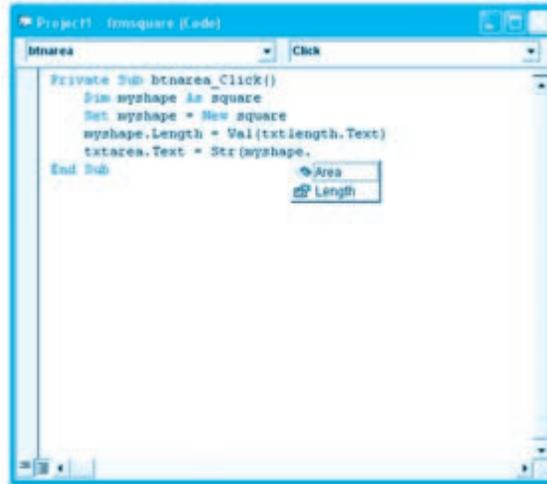 Project1 - frmsquare (Code)
btnarea Click
Private Sub btnarea_Click()
Dim myshape As square
Set myshape = New square
myshape.Length = Val(txtlength.Text)
txtarea.Text = Str(myshape.
End Sub
Area
Length